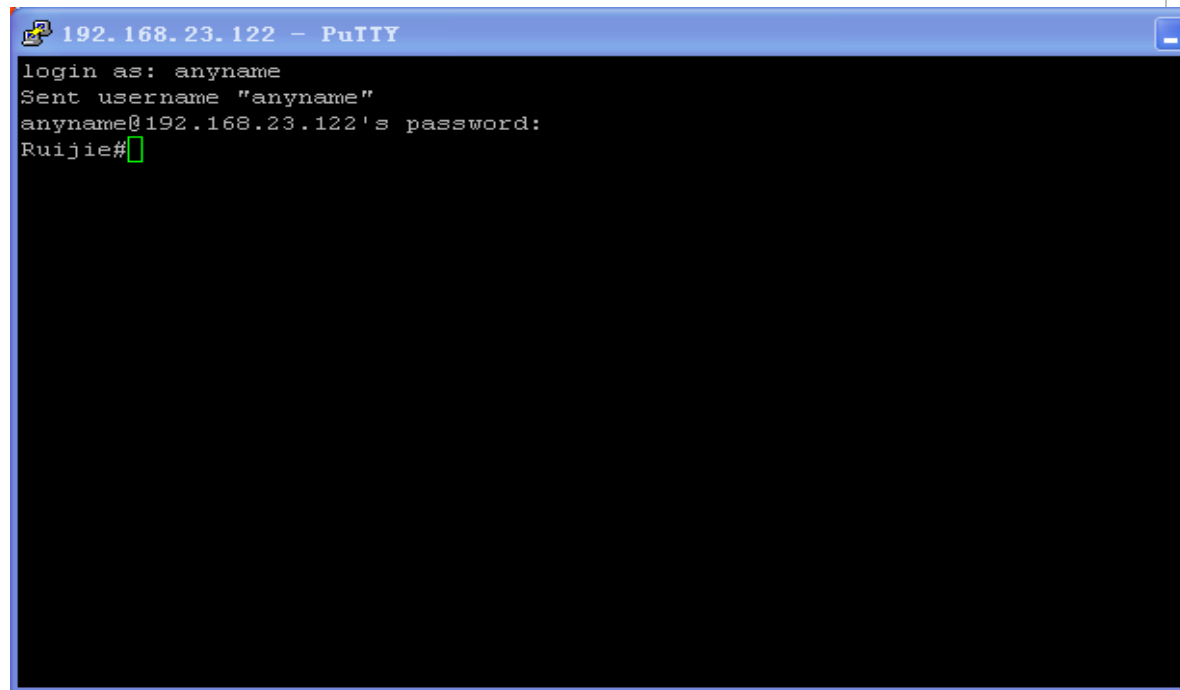 192.168.23.122 - PuTTY
login as: anyname
Sent username "anyname"
anyname@192.168.23.122's password:
Ruijie#